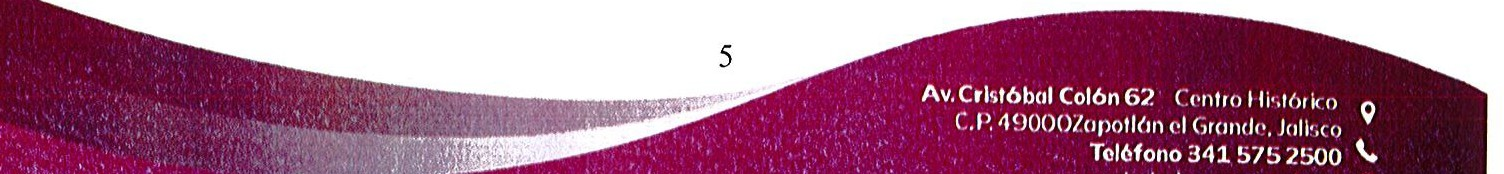 5
Av. Cristóbal Colón 62 Centro Histórico
C.P. 49000Zapotlán el Grande, Jalisco
Teléfono 341 575 2500